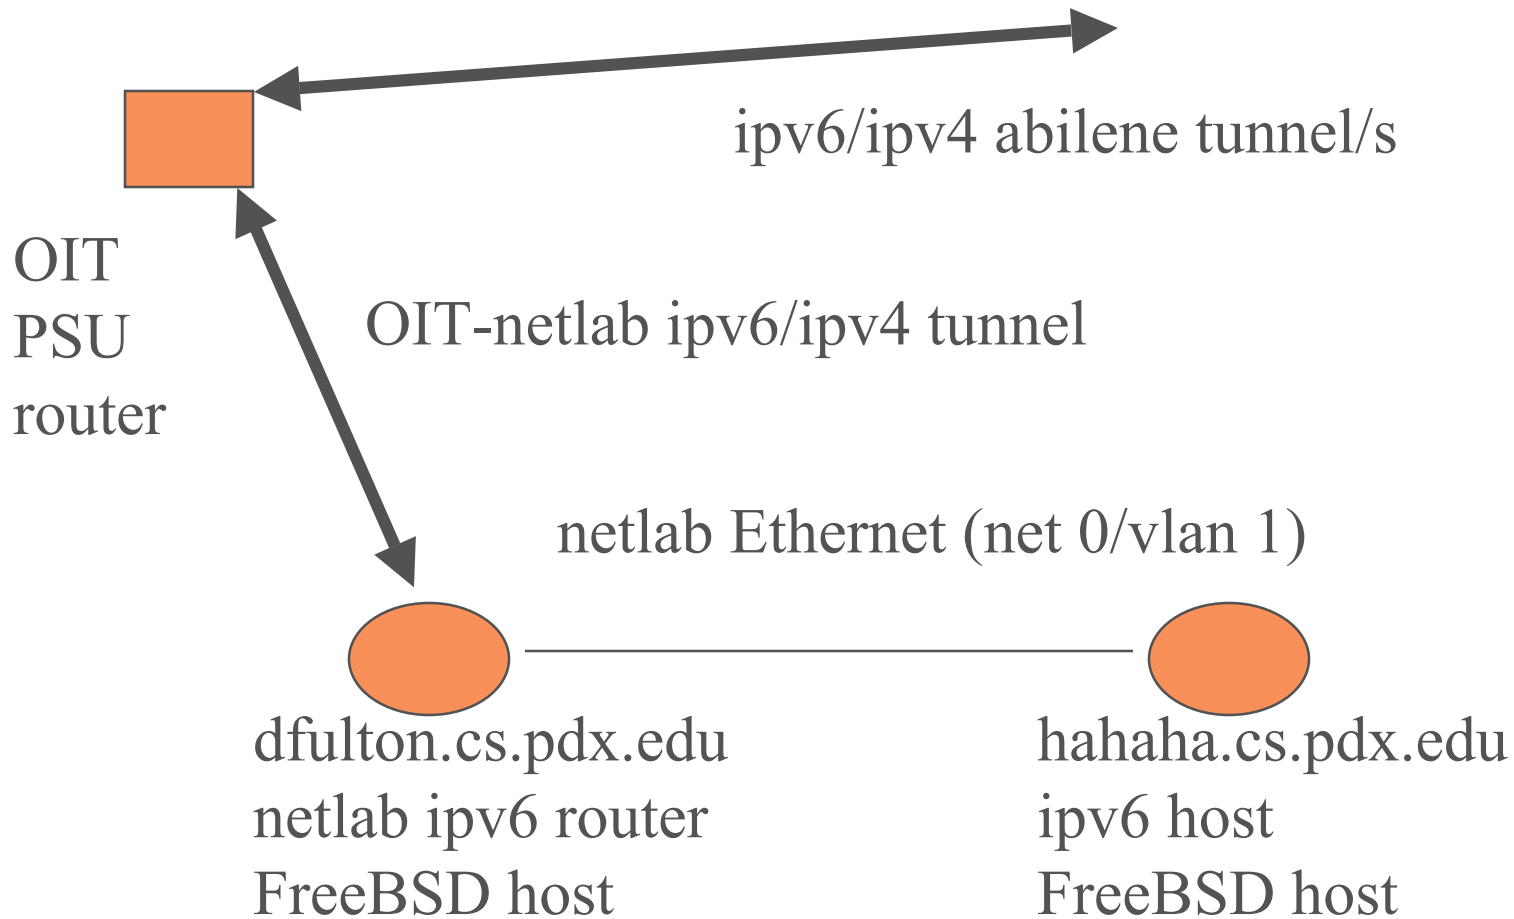 ipv6/ipv4 abilene tunnel/s
OIT
PSU
router
OIT-netlab ipv6/ipv4 tunnel
netlab Ethernet (net 0/vlan 1)
dfulton.cs.pdx.edu
netlab ipv6 router
FreeBSD host
hahaha.cs.pdx.edu
ipv6 host
FreeBSD host